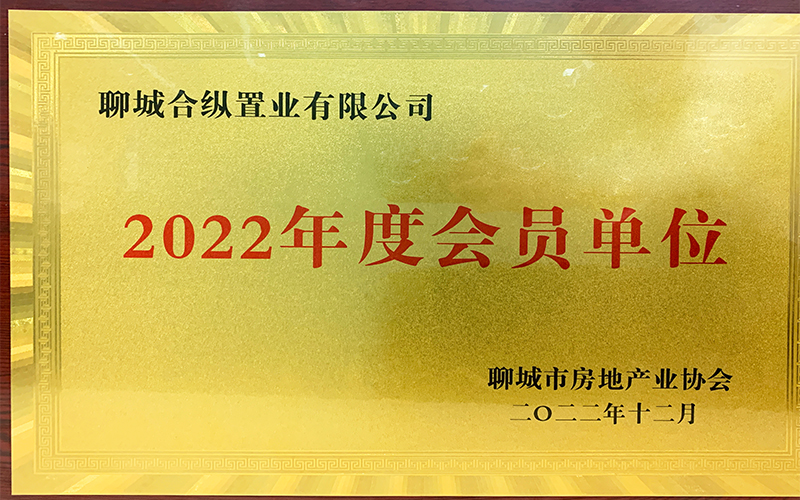 聊城合纵置业有限公司
2022年度会员单位
聊城市房地产业协会
二〇二二年十二月